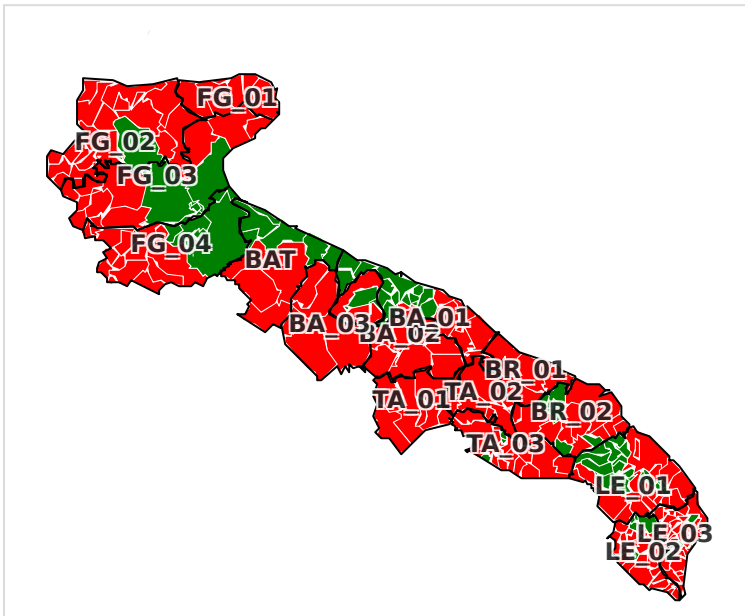 FG_01
FG_02
FG_03
FG_04
BAT
BA_01
BA_03
BA_02
BR_01
TA_02
TA_01
BR_02
TA_03
LE_01
LE_03
LE_02